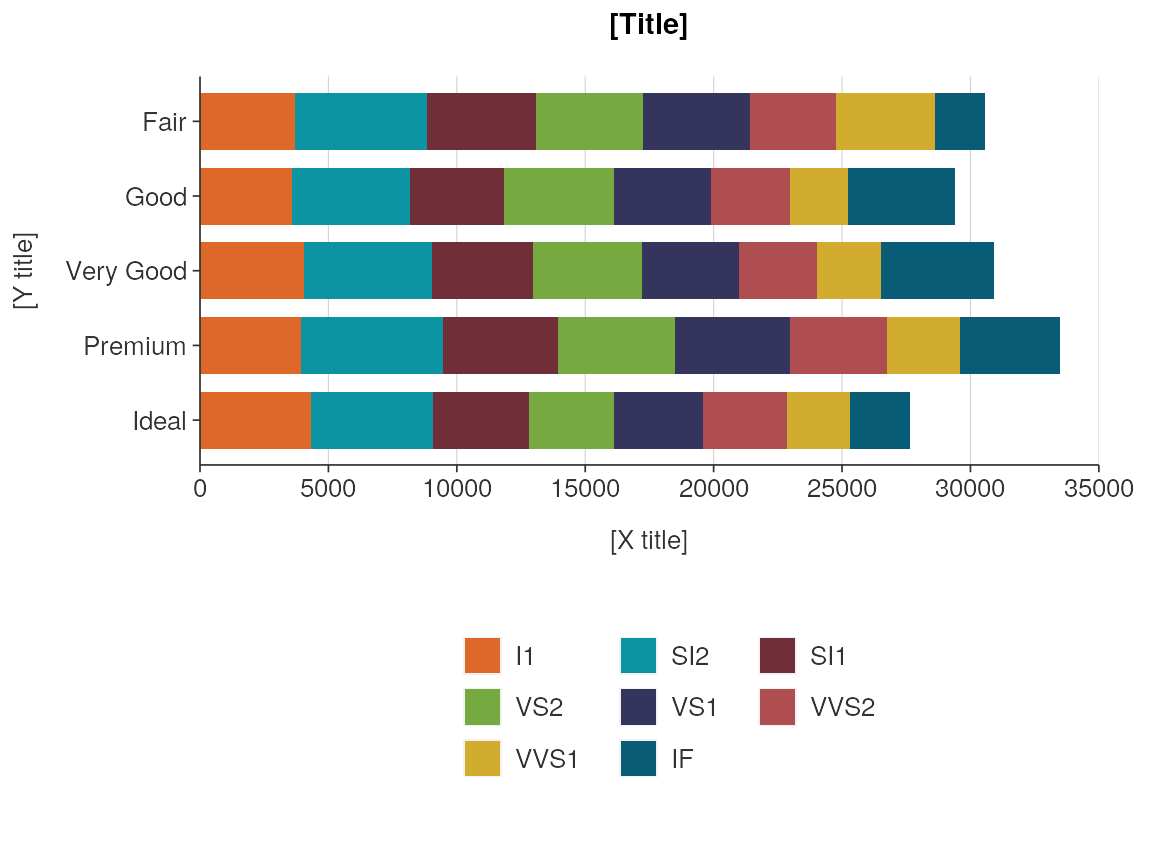 [Title]
Fair
Good
Very Good
Premium
Ideal
[Y title]
0 5000 10000 15000 20000 25000 30000 35000
[X title]
I1 SI2 SI1
VS2 VS1 VVS2
VVS1 IF